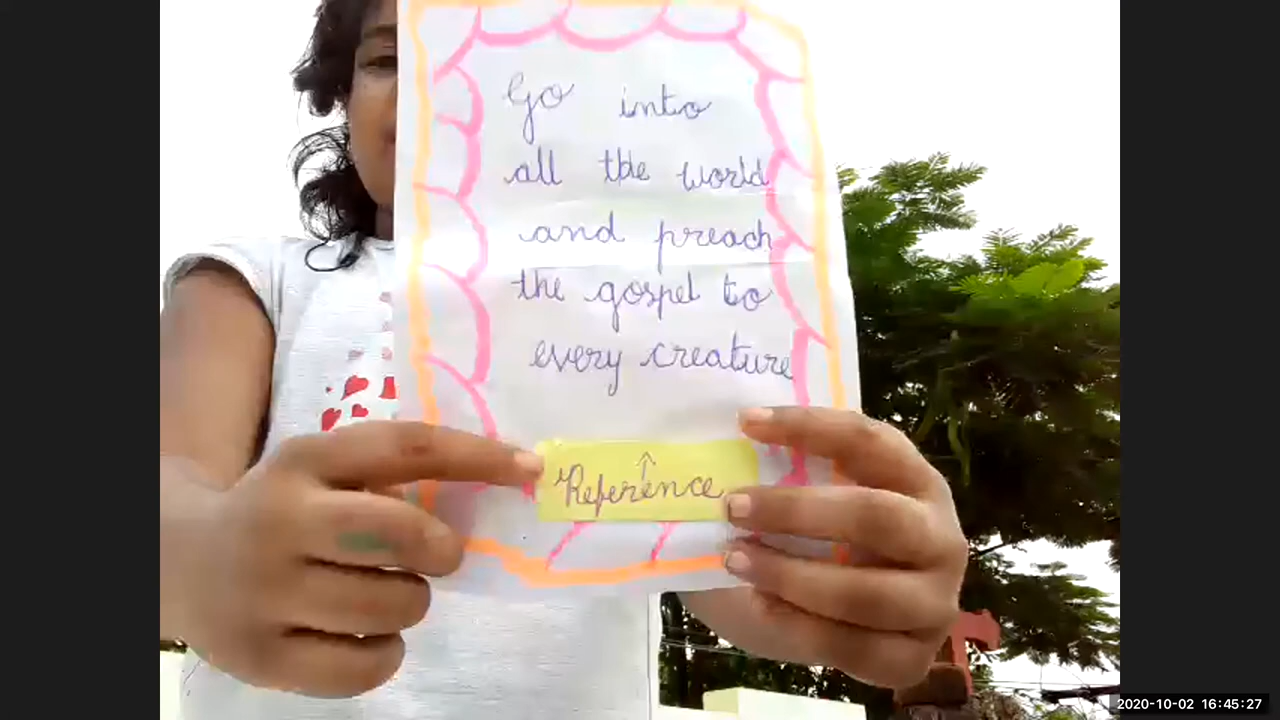 Go into
all the world
and preach
the gospel to
every creature
↑
Reference
2020-10-02 16:45:27